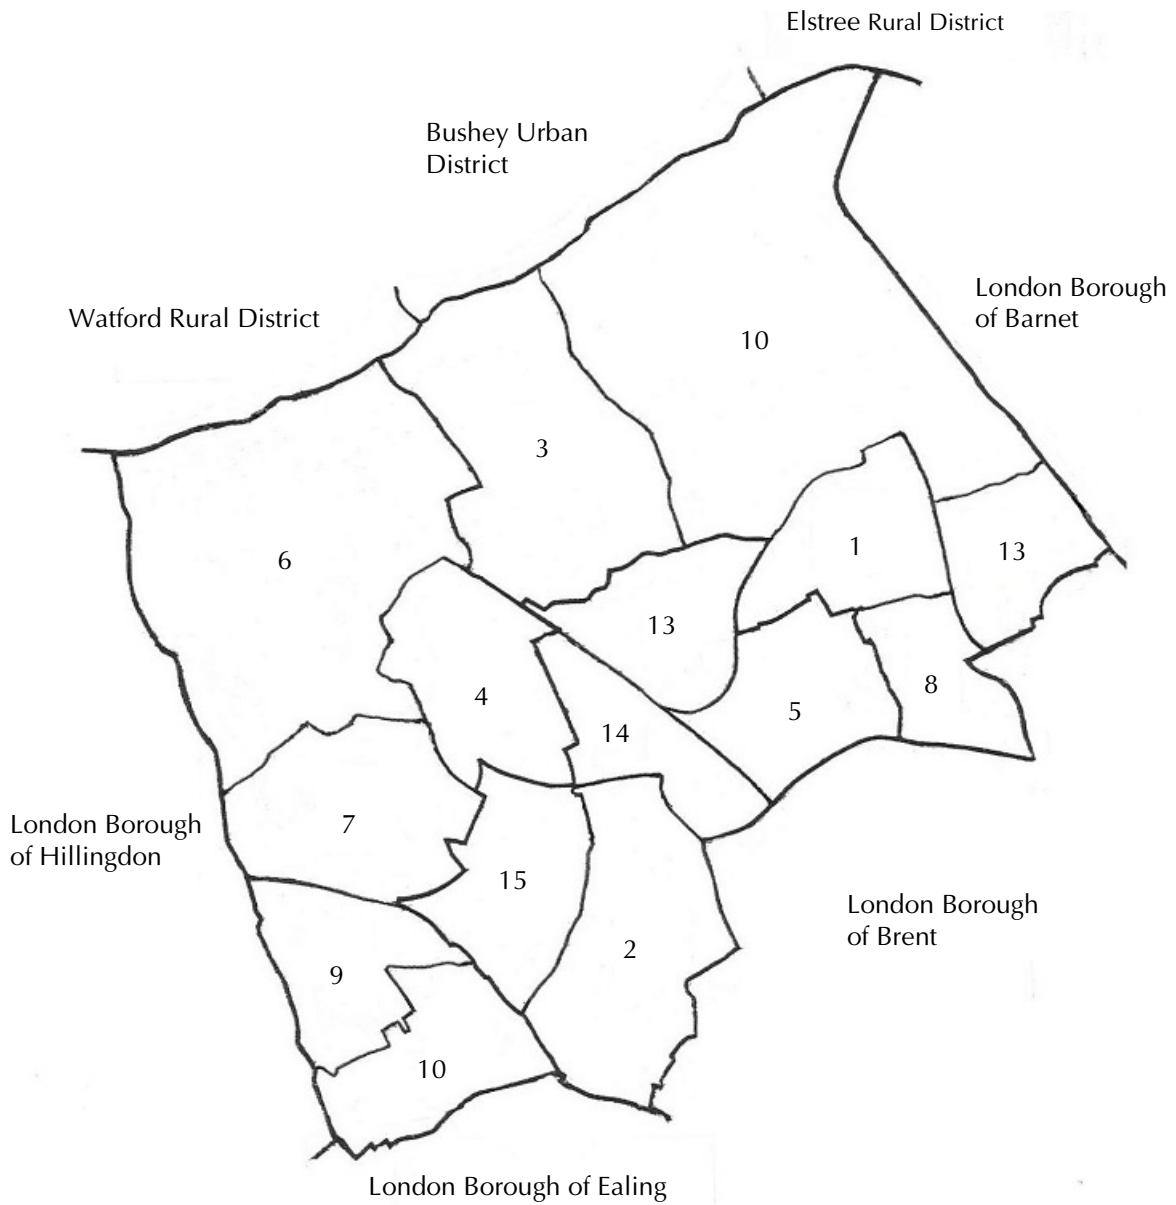 Elstree Rural District
Bushey Urban
District
London Borough
of Barnet
Watford Rural District
10
3
1
13
6
13
8
4
5
14
London Borough
of Hillingdon
7
15
London Borough
of Brent
2
9
10
London Borough of Ealing